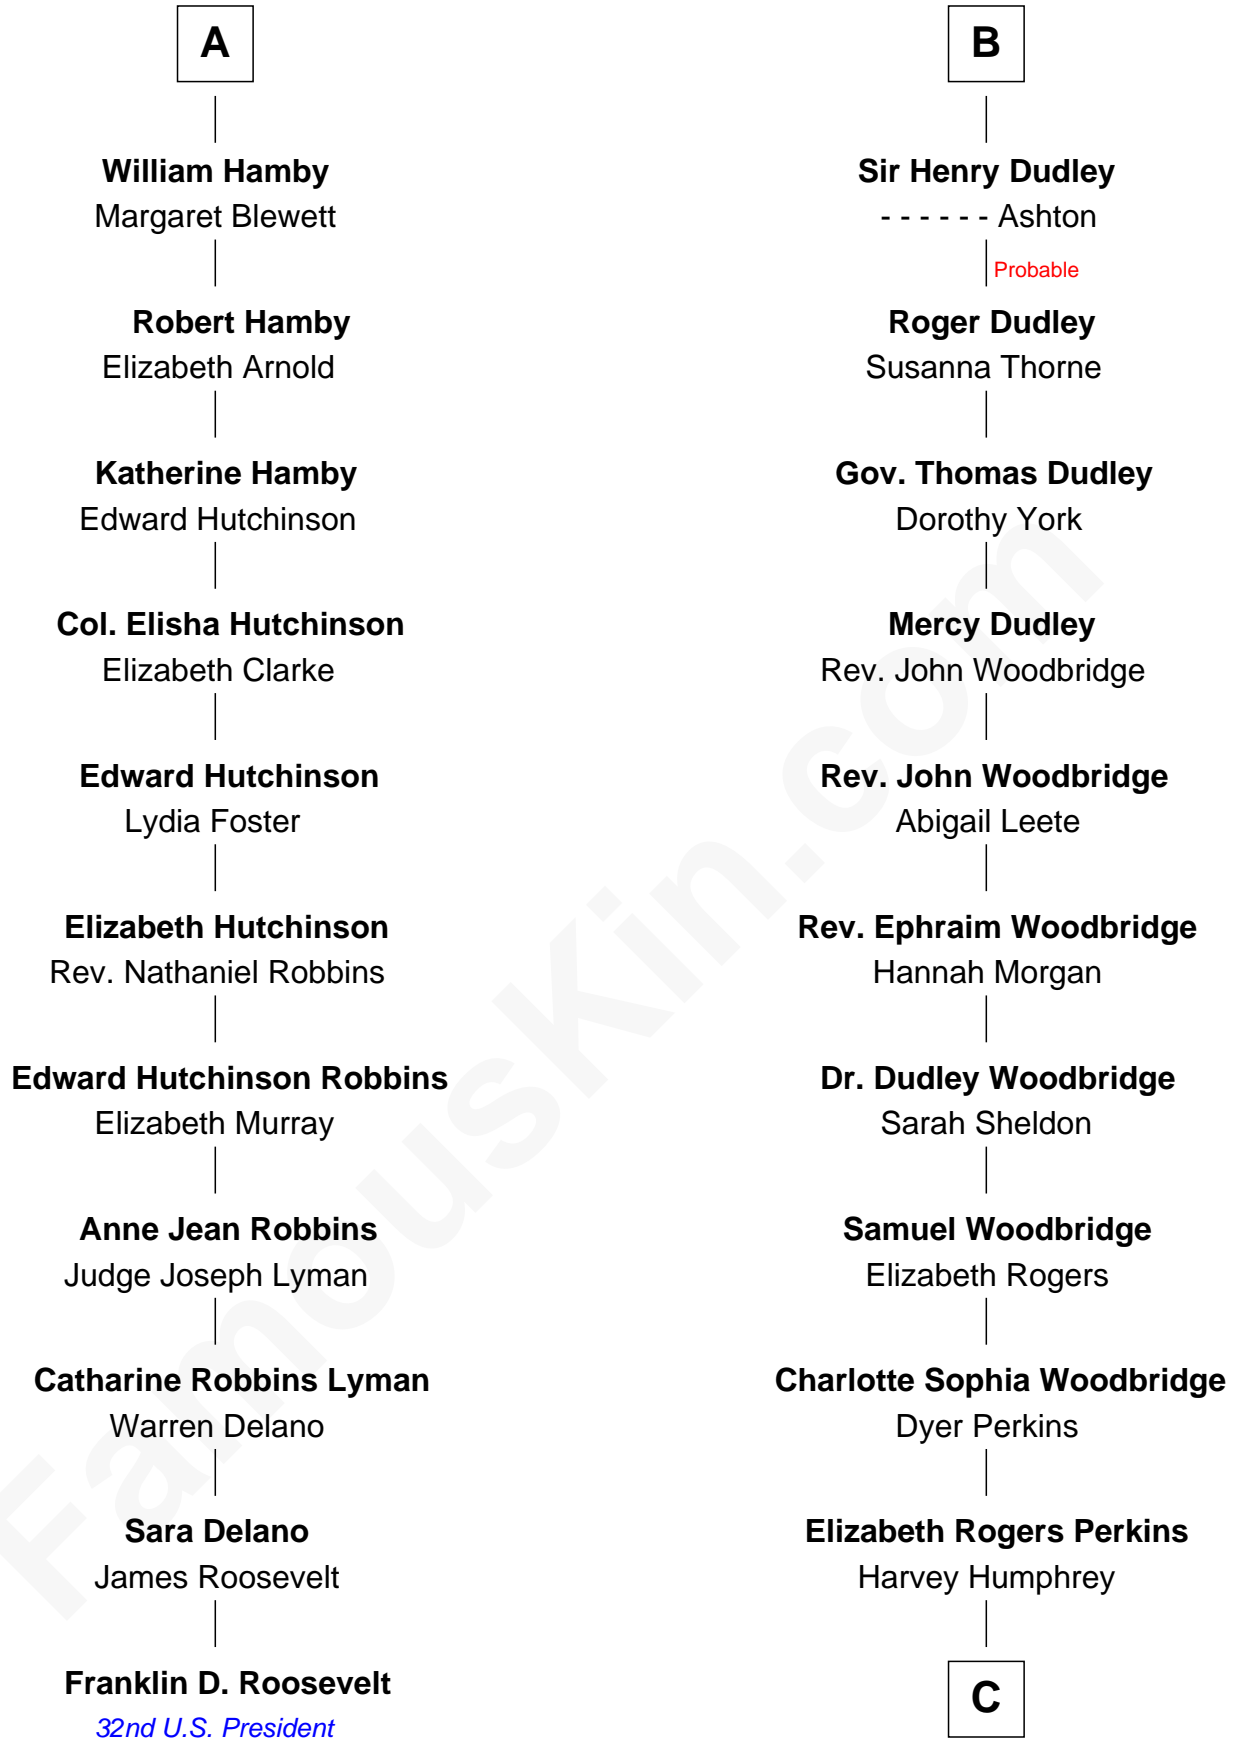 A
William Hamby
Margaret Blewett
Robert Hamby
Elizabeth Arnold
Katherine Hamby
Edward Hutchinson
Col. Elisha Hutchinson
Elizabeth Clarke
Edward Hutchinson
Lydia Foster
Elizabeth Hutchinson
Rev. Nathaniel Robbins
Edward Hutchinson Robbins
Elizabeth Murray
Anne Jean Robbins
Judge Joseph Lyman
Catharine Robbins Lyman
Warren Delano
Sara Delano
James Roosevelt
Franklin D. Roosevelt
32nd U.S. President
B
Sir Henry Dudley
- - - - - - Ashton
Probable
Roger Dudley
Susanna Thorne
Gov. Thomas Dudley
Dorothy York
Mercy Dudley
Rev. John Woodbridge
Rev. John Woodbridge
Abigail Leete
Rev. Ephraim Woodbridge
Hannah Morgan
Dr. Dudley Woodbridge
Sarah Sheldon
Samuel Woodbridge
Elizabeth Rogers
Charlotte Sophia Woodbridge
Dyer Perkins
Elizabeth Rogers Perkins
Harvey Humphrey
C
FamousKin.com